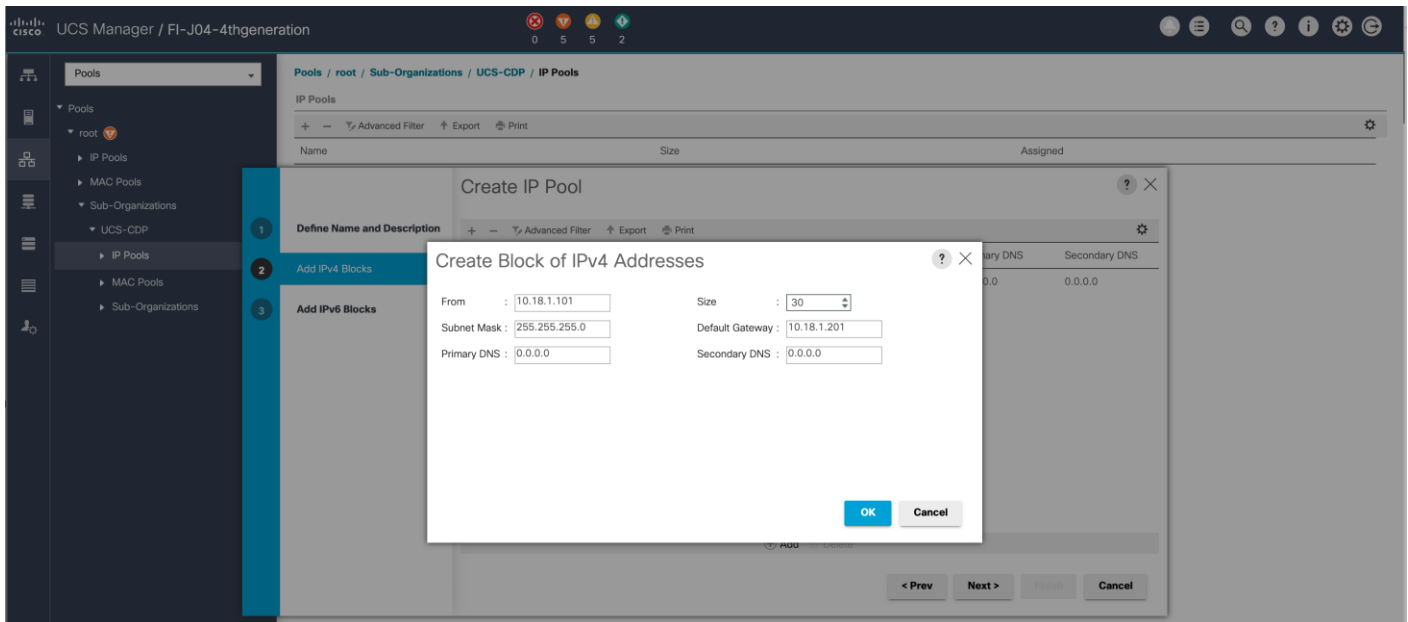 cisco UCS Manager / FI-J04-4thgeneration
0 5 5 2
Pools
Pools / root / Sub-Organizations / UCS-CDP / IP Pools
Pools
root
IP Pools
MAC Pools
Sub-Organizations
UCS-CDP
IP Pools
MAC Pools
Sub-Organizations
IP Pools
+ − Advanced Filter Export Print
Name Size Assigned
Create IP Pool ?
1 Define Name and Description
2 Add IPv4 Blocks
3 Add IPv6 Blocks
+ − Advanced Filter Export Print
Secondary DNS
0.0.0.0
Create Block of IPv4 Addresses ?
From : 10.18.1.101 Size : 30
Subnet Mask : 255.255.255.0 Default Gateway : 10.18.1.201
Primary DNS : 0.0.0.0 Secondary DNS : 0.0.0.0
OK Cancel
Add Delete
< Prev Next > Finish Cancel